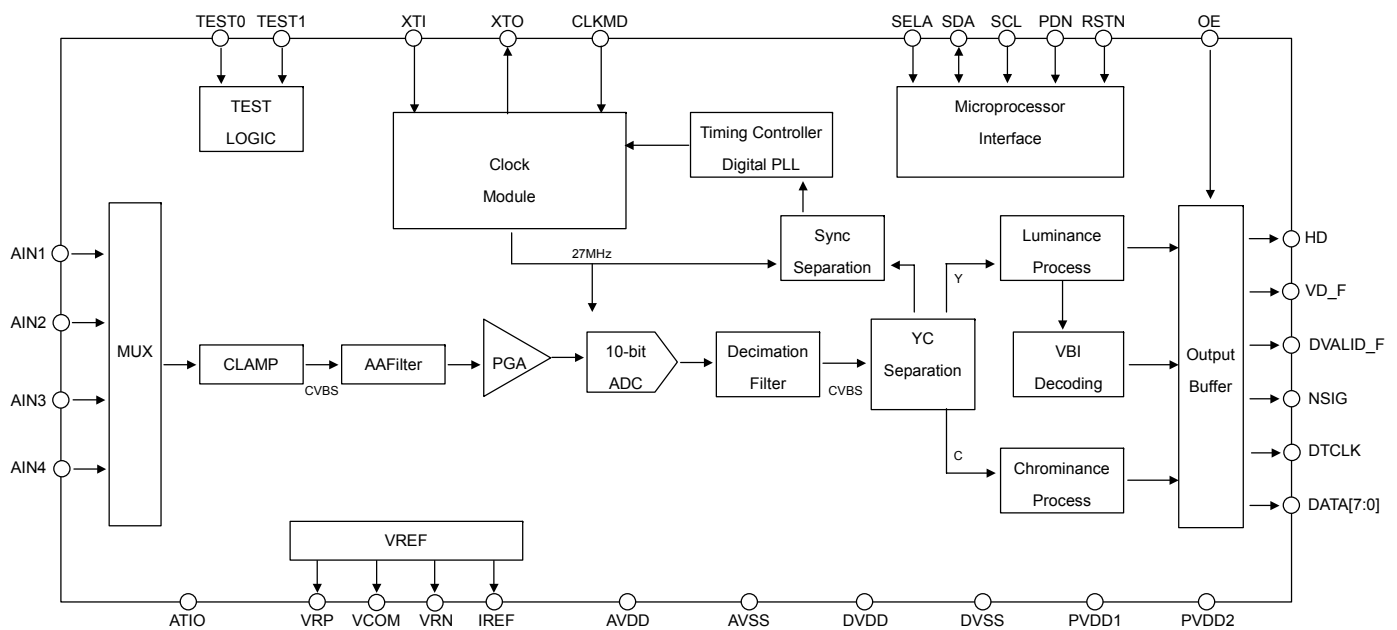 TEST0 TEST1 XTI XTO CLKMD SELA SDA SCL PDN RSTN OE
TEST
LOGIC
Clock
Module
Timing Controller
Digital PLL
Microprocessor
Interface
Sync
Separation
Luminance
Process
27MHz
Y
AIN1
AIN2
AIN3
AIN4
MUX
CLAMP
CVBS
AAFilter
PGA
10-bit
ADC
Decimation
Filter
CVBS
YC
Separation
VBI
Decoding
C
Chrominance
Process
Output
Buffer
HD
VD_F
DVALID_F
NSIG
DTCLK
DATA[7:0]
VREF
ATIO VRP VCOM VRN IREF AVDD AVSS DVDD DVSS PVDD1 PVDD2